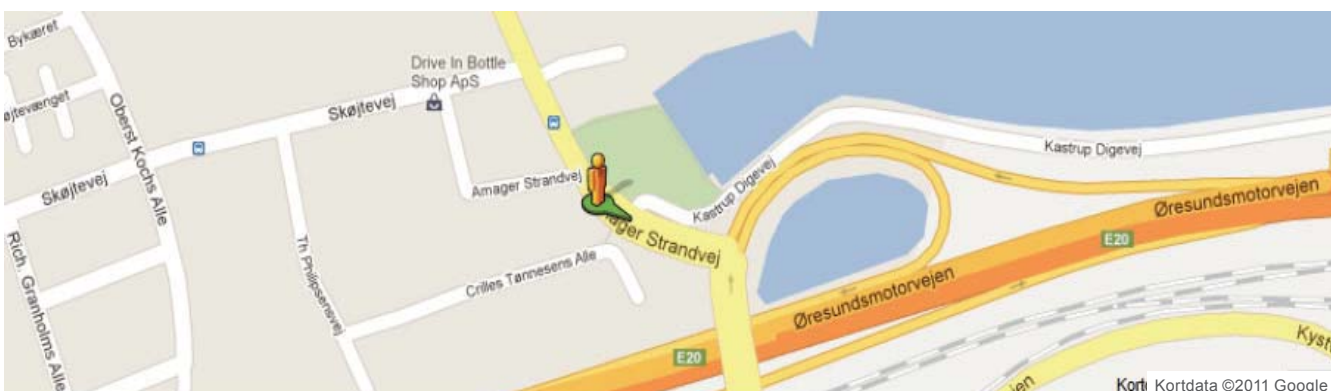 Bykæret
Drive In Bottle
Shop ApS
Skøjtevej
Oberst Kochs Alle
Amager Strandvej
Kastrup Digevej
Kastrup Digevej
Skøjtevej
Øresundsmotorvejen
E20
Strandvej
Th Philipsensvej
Rich. Granholms Alle
Crilles Tønnesens Alle
Øresundsmotorvejen
E20
Kortdata ©2011 Google